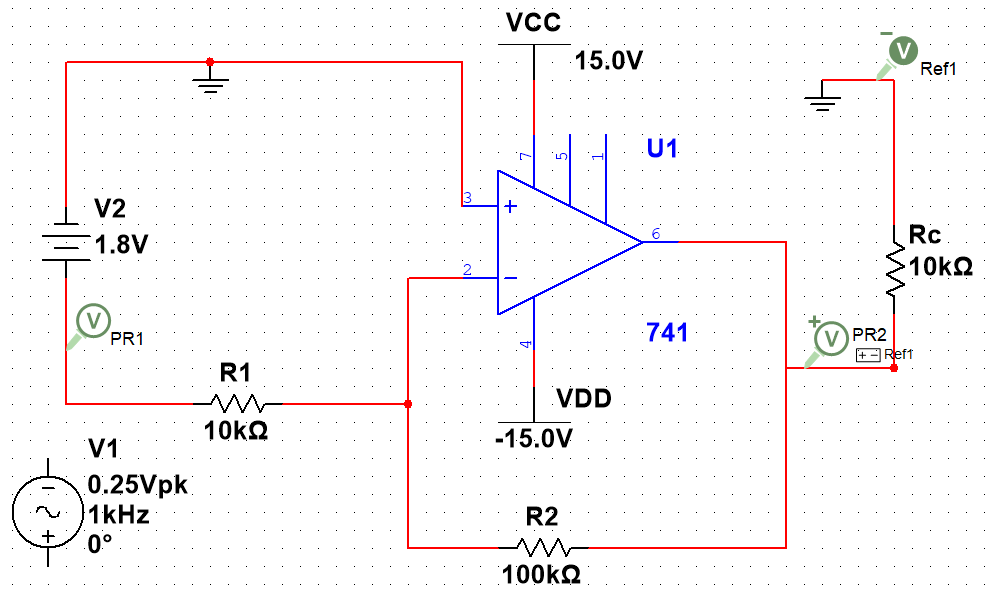 VCC
15.0V
V
Ref1
U1
7
5
1
3
+
V2
1.8V
6
Rc
10kΩ
2
−
V
PR1
741
4
+
V
PR2
+ −
Ref1
R1
10kΩ
VDD
-15.0V
V1
0.25Vpk
1kHz
0°
R2
100kΩ